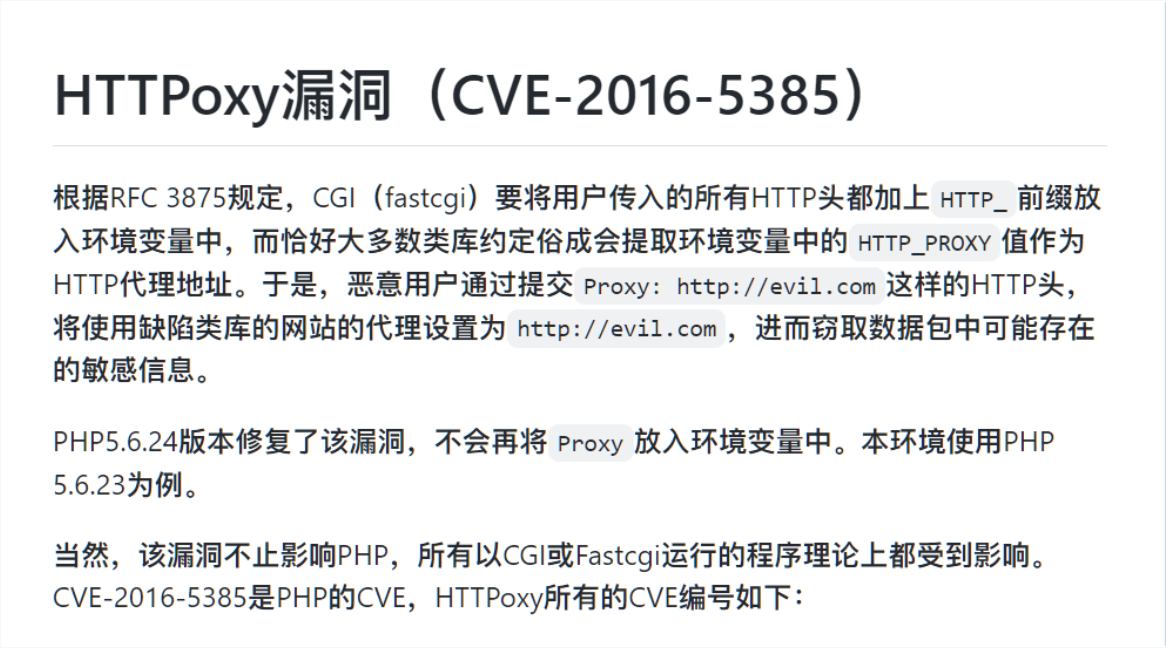 HTTPoxy漏洞（CVE-2016-5385）
根据RFC 3875规定，CGI（fastcgi）要将用户传入的所有HTTP头都加上 HTTP_ 前缀放
入环境变量中，而恰好大多数类库约定俗成会提取环境变量中的 HTTP_PROXY 值作为
HTTP代理地址。于是，恶意用户通过提交 Proxy: http://evil.com 这样的HTTP头，
将使用缺陷类库的网站的代理设置为 http://evil.com ，进而窃取数据包中可能存在
的敏感信息。
PHP5.6.24版本修复了该漏洞，不会再将 Proxy 放入环境变量中。本环境使用PHP
5.6.23为例。
当然，该漏洞不止影响PHP，所有以CGI或Fastcgi运行的程序理论上都受到影响。
CVE-2016-5385是PHP的CVE，HTTPoxy所有的CVE编号如下：